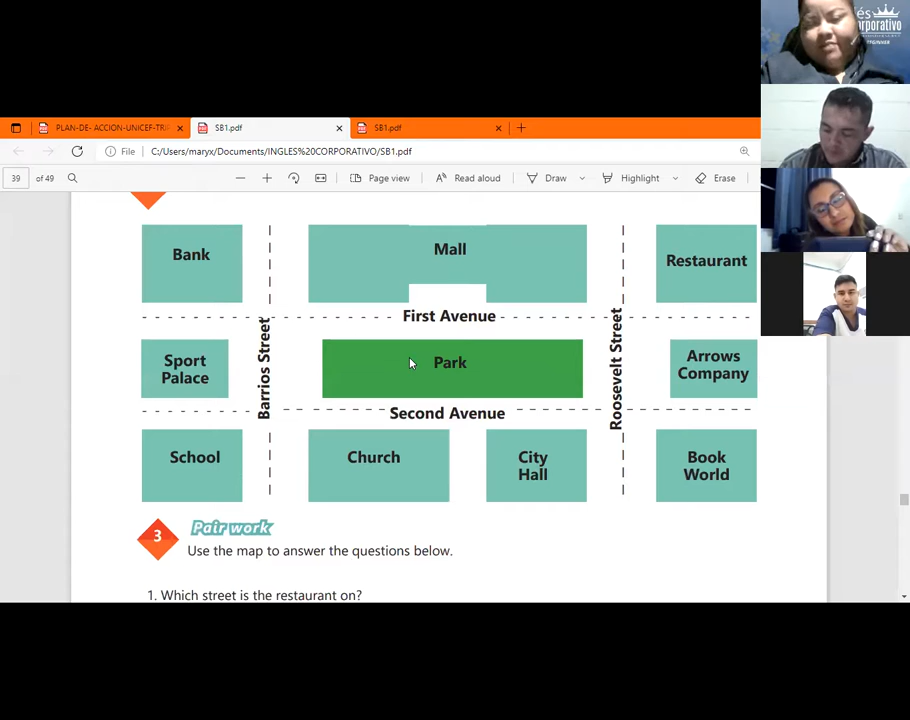 és
corporativo
PLAN-DE- ACCION-UNICEF-TRI
SB1.pdf
SB1.pdf
File
C:/Users/maryx/Documents/INGLES%20CORPORATIVO/SB1.pdf
39
of 49
Page view
Read aloud
Draw
Highlight
Erase
Bank
Mall
Restaurant
First Avenue
Barrios Street
Roosevelt Street
Sport
Palace
Park
Arrows
Company
Second Avenue
School
Church
City
Hall
Book
World
3
Pair work
Use the map to answer the questions below.
1. Which street is the restaurant on?